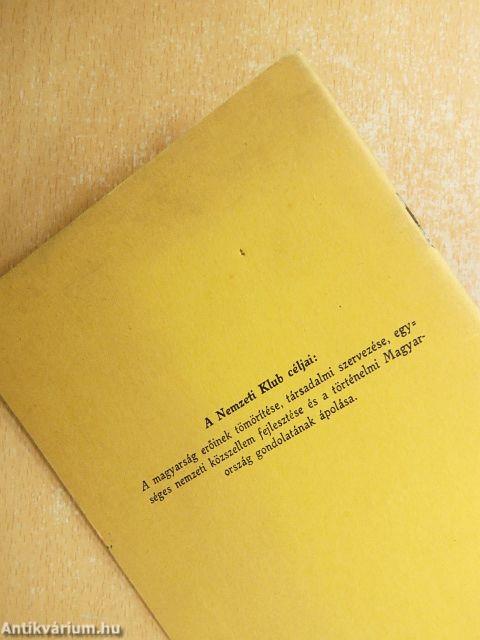 A Nemzeti Klub céljai:
A magyarság erőinek tömörítése, társadalmi szervezése, egy=
séges nemzeti közszellem fejlesztése és a történelmi Magyar-
ország gondolatának ápolása.
Antikvárium.hu